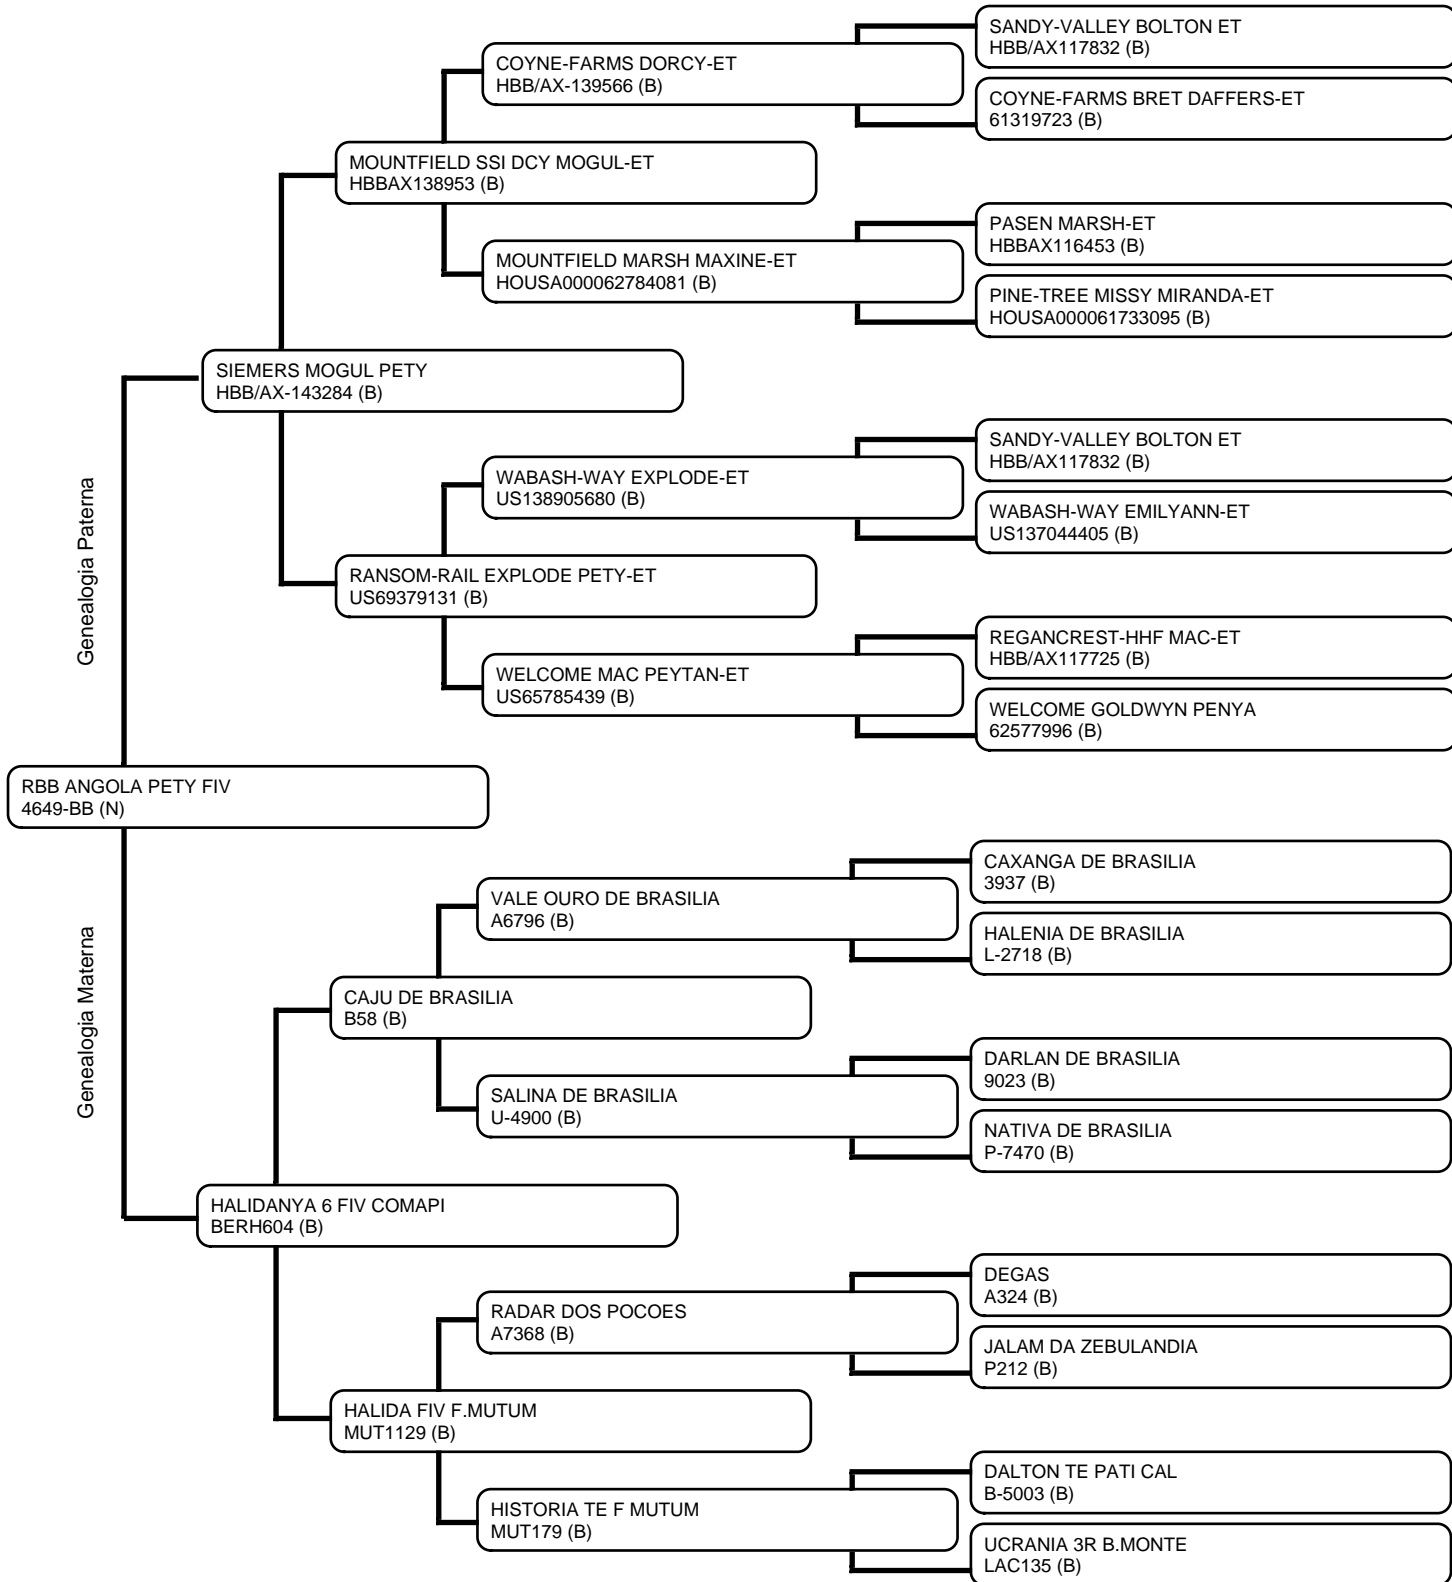 SANDY-VALLEY BOLTON ET
HBB/AX117832 (B)
COYNE-FARMS DORCY-ET
HBB/AX-139566 (B)
COYNE-FARMS BRET DAFFERS-ET
61319723 (B)
MOUNTFIELD SSI DCY MOGUL-ET
HBBAX138953 (B)
PASEN MARSH-ET
HBBAX116453 (B)
MOUNTFIELD MARSH MAXINE-ET
HOUSA000062784081 (B)
PINE-TREE MISSY MIRANDA-ET
HOUSA000061733095 (B)
SIEMERS MOGUL PETY
HBB/AX-143284 (B)
SANDY-VALLEY BOLTON ET
HBB/AX117832 (B)
WABASH-WAY EXPLODE-ET
US138905680 (B)
WABASH-WAY EMILYANN-ET
US137044405 (B)
Genealogia Paterna
RANSOM-RAIL EXPLODE PETY-ET
US69379131 (B)
REGANCREST-HHF MAC-ET
HBB/AX117725 (B)
WELCOME MAC PEYTAN-ET
US65785439 (B)
WELCOME GOLDWYN PENYA
62577996 (B)
RBB ANGOLA PETY FIV
4649-BB (N)
CAXANGA DE BRASILIA
3937 (B)
VALE OURO DE BRASILIA
A6796 (B)
HALENIA DE BRASILIA
L-2718 (B)
Genealogia Materna
CAJU DE BRASILIA
B58 (B)
DARLAN DE BRASILIA
9023 (B)
SALINA DE BRASILIA
U-4900 (B)
NATIVA DE BRASILIA
P-7470 (B)
HALIDANYA 6 FIV COMAPI
BERH604 (B)
DEGAS
A324 (B)
RADAR DOS POCOES
A7368 (B)
JALAM DA ZEBULANDIA
P212 (B)
HALIDA FIV F.MUTUM
MUT1129 (B)
DALTON TE PATI CAL
B-5003 (B)
HISTORIA TE F MUTUM
MUT179 (B)
UCRANIA 3R B.MONTE
LAC135 (B)